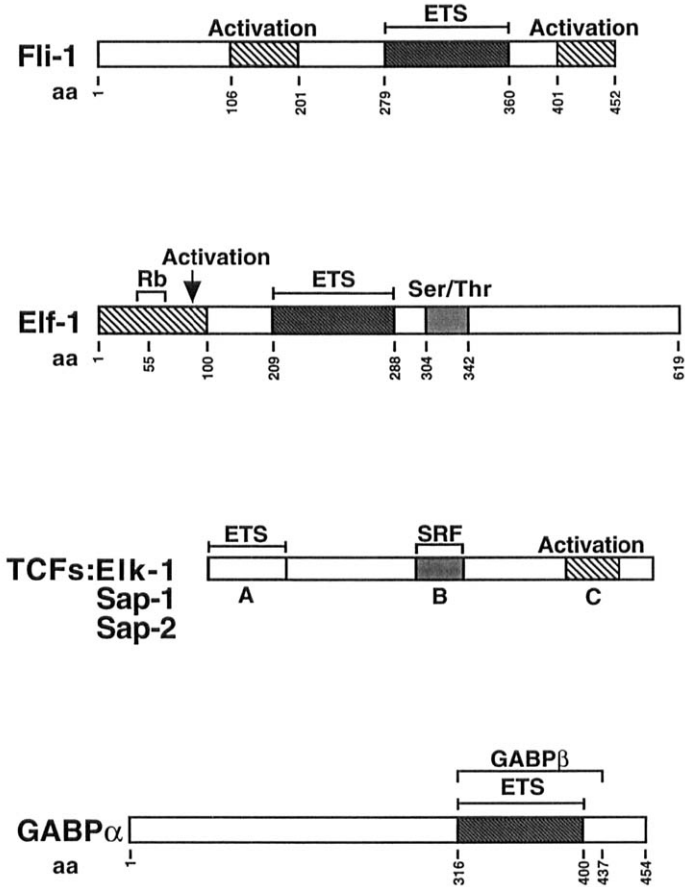 ETS
Activation Activation
Fli-1
aa 1 106 201 279 360 401 452
Activation
Rb ETS Ser/Thr
Elf-1
aa 1 55 100 209 288 304 342 619
ETS SRF Activation
TCFs:Elk-1
Sap-1 A B C
Sap-2
GABPβ
ETS
GABPα
aa 1 316 400 437 454